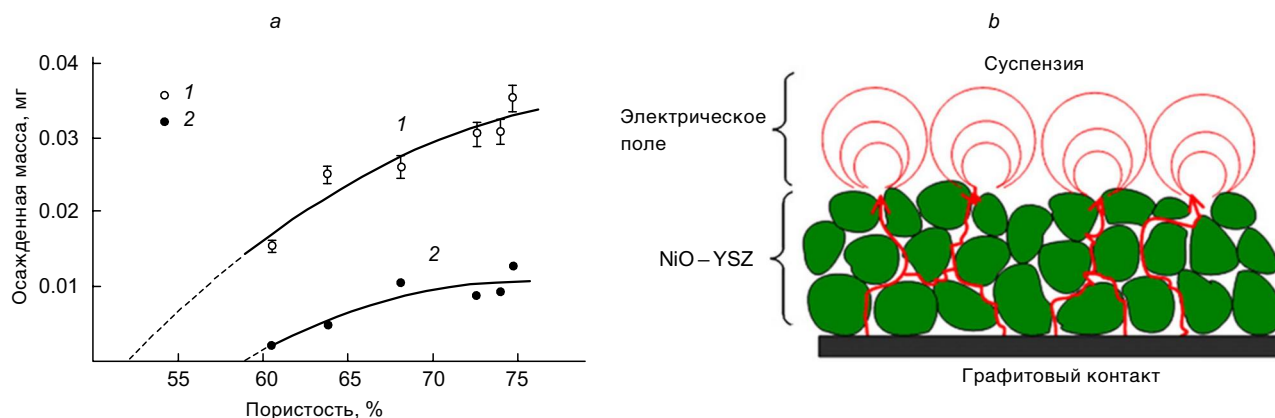 a
Осажденная масса, мг
0.04
0.03
0.02
0.01
1
2
1
2
55
60
65
70
75
Пористость, %
b
Суспензия
Электрическое
поле
NiO–YSZ
Графитовый контакт